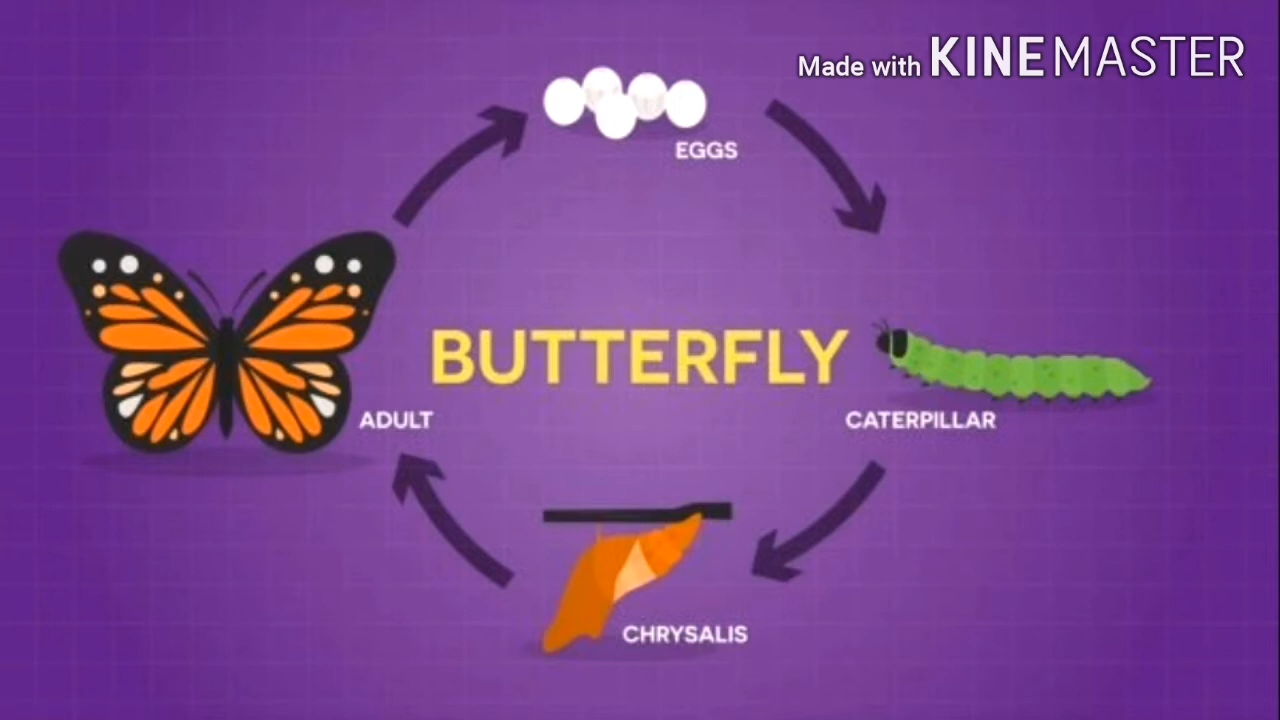 Made with KINEMASTER
EGGS
BUTTERFLY
ADULT
CATERPILLAR
CHRYSALIS